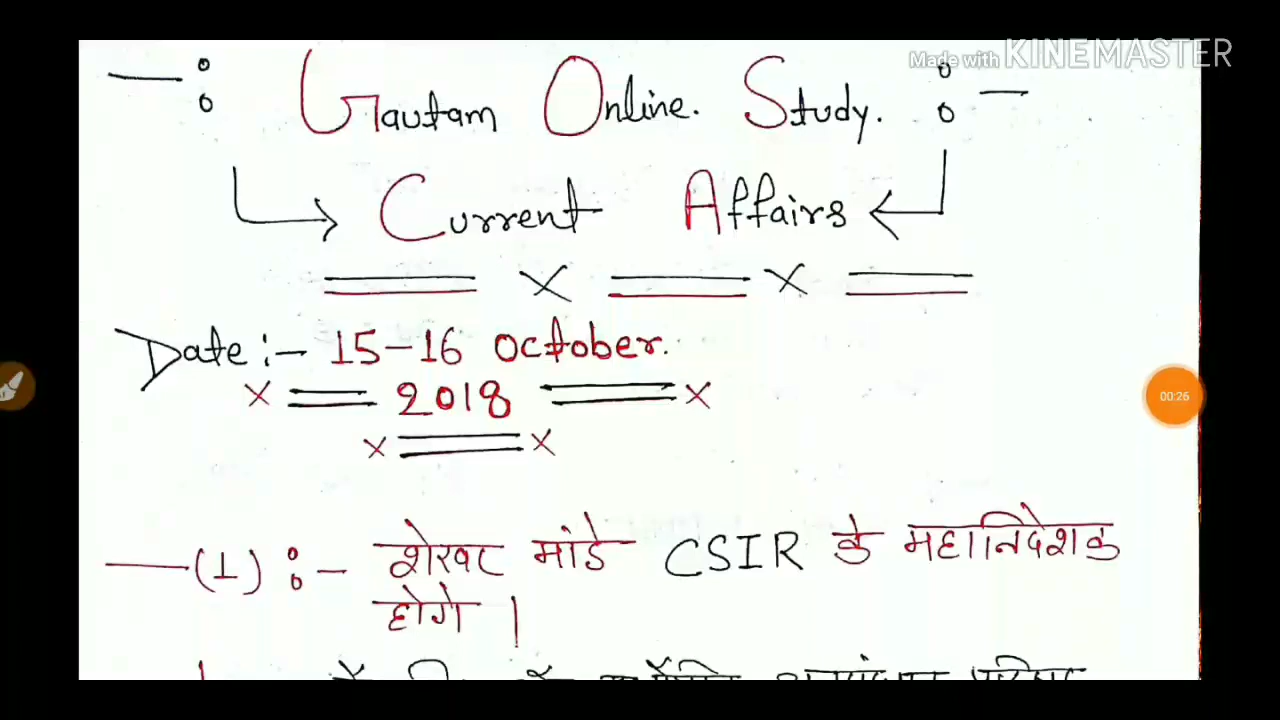 Made with KINEMASTER
Gautam Online. Study.
Current Affairs
Date :- 15-16 October.
2018
00:26
(1) :- शेखर मांडे CSIR के महानिदेशक
होगे |